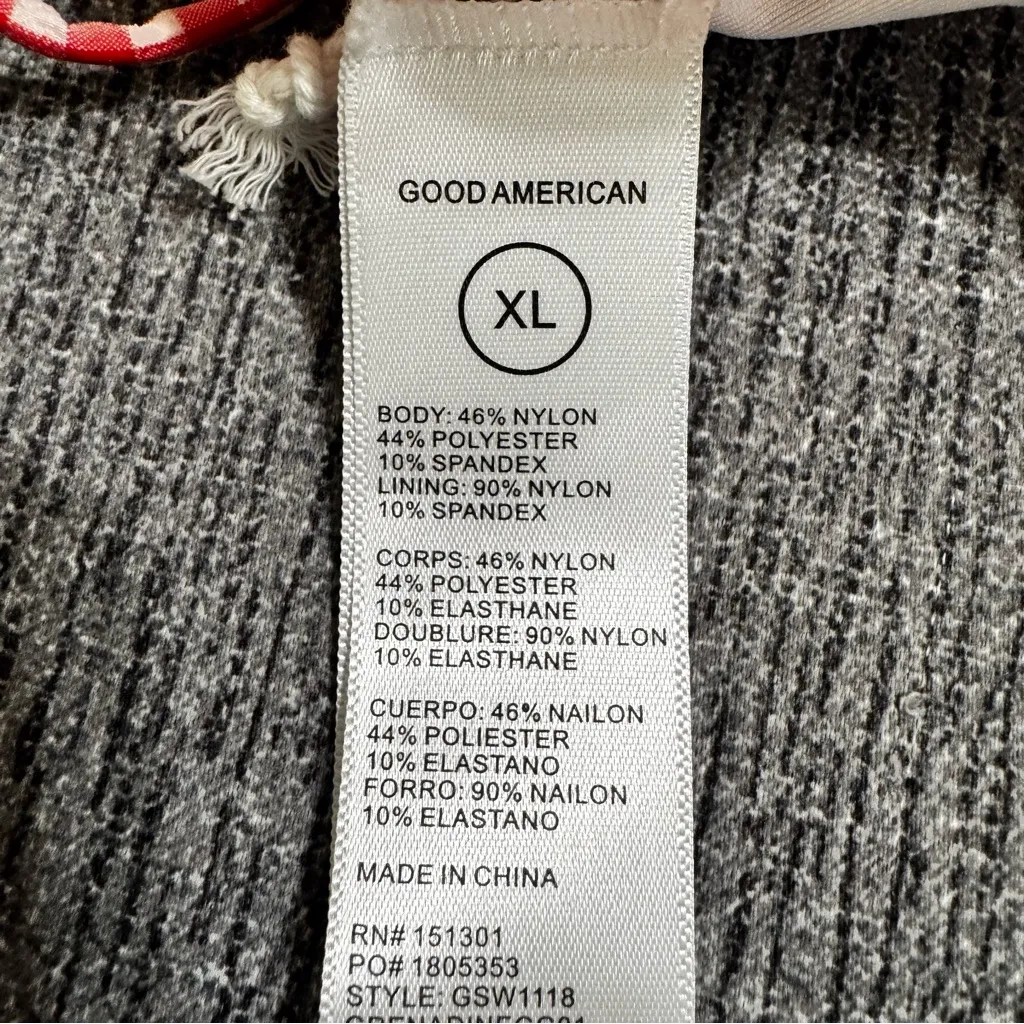 GOOD AMERICAN
XL
BODY: 46% NYLON
44% POLYESTER
10% SPANDEX
LINING: 90% NYLON
10% SPANDEX
CORPS: 46% NYLON
44% POLYESTER
10% ELASTHANE
DOUBLURE: 90% NYLON
10% ELASTHANE
CUERPO: 46% NAILON
44% POLIESTER
10% ELASTANO
FORRO: 90% NAILON
10% ELASTANO
MADE IN CHINA
RN# 151301
PO# 1805353
STYLE: GSW1118